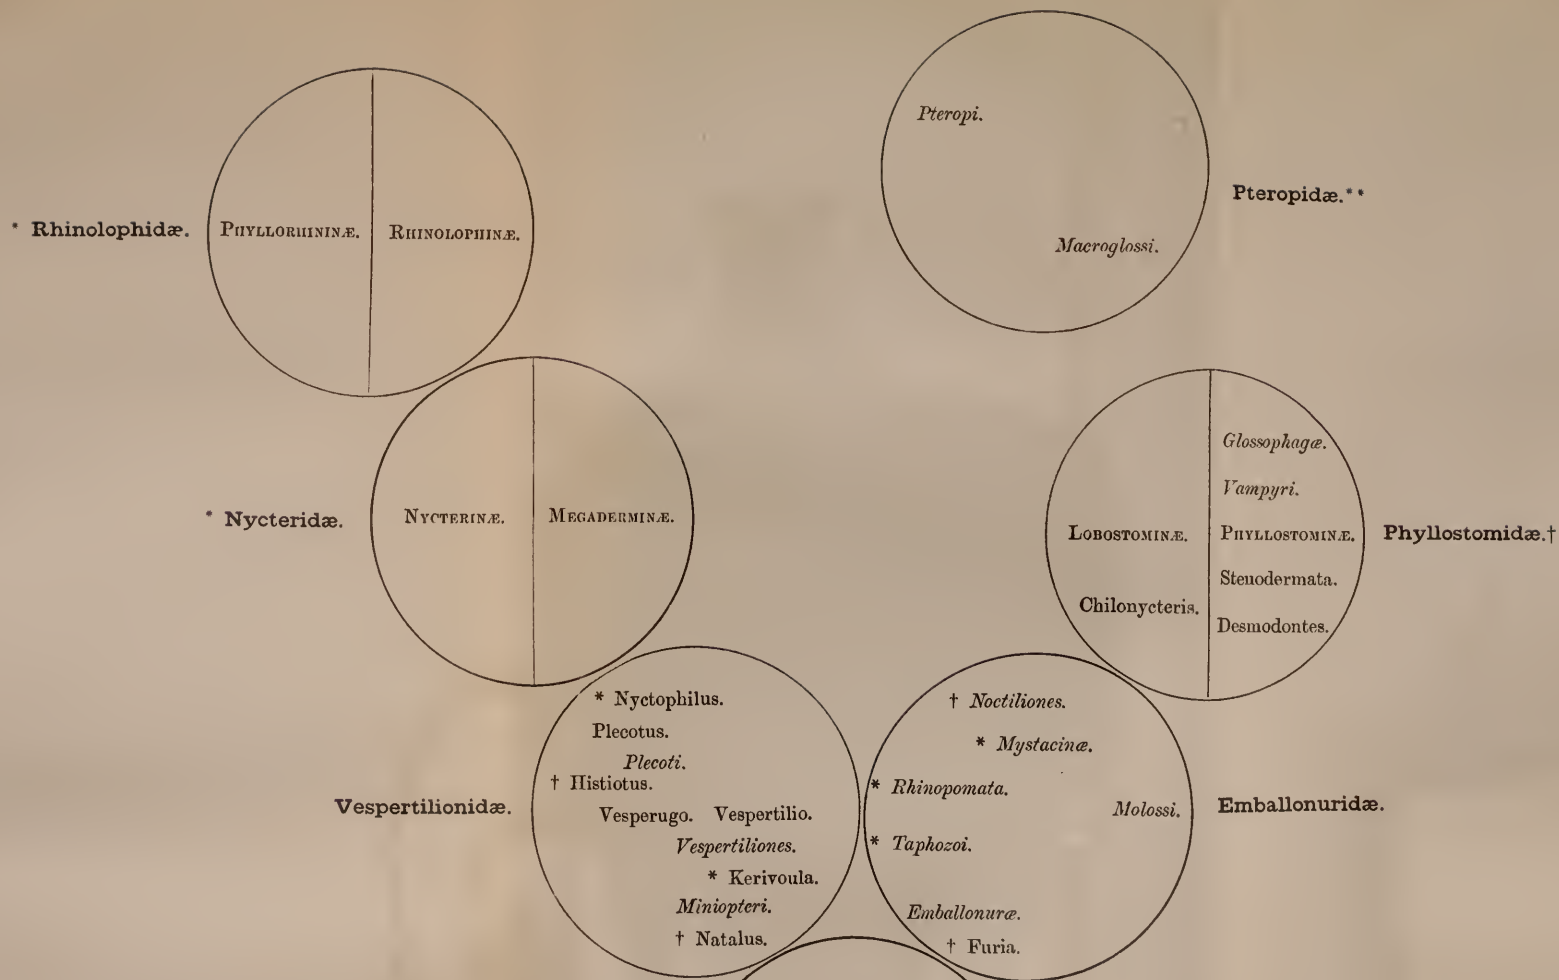 Pteropi.
Pteropidæ.**
Macroglossi.
* Rhinolophidæ.
PHYLLORHININÆ.
RHINOLOPHINÆ.
* Nycteridæ.
NYCTERINÆ.
MEGADERMINÆ.
Glossophagæ.
Vampyri.
LOBOSTOMINÆ.
PHYLLOSTOMINÆ.
Phyllostomidæ.†
Stenodermata.
Chilonycteris.
Desmodontes.
Vespertilionidæ.
* Nyctophilus.
Plecotus.
Plecoti.
† Histiotus.
Vesperugo. Vespertilio.
Vespertiliones.
* Kerivoula.
Miniopteri.
† Natalus.
† Noctiliones.
* Mystacinæ.
* Rhinopomata.
Molossi.
Emballonuridæ.
* Taphozoi.
Emballonuræ.
† Furia.